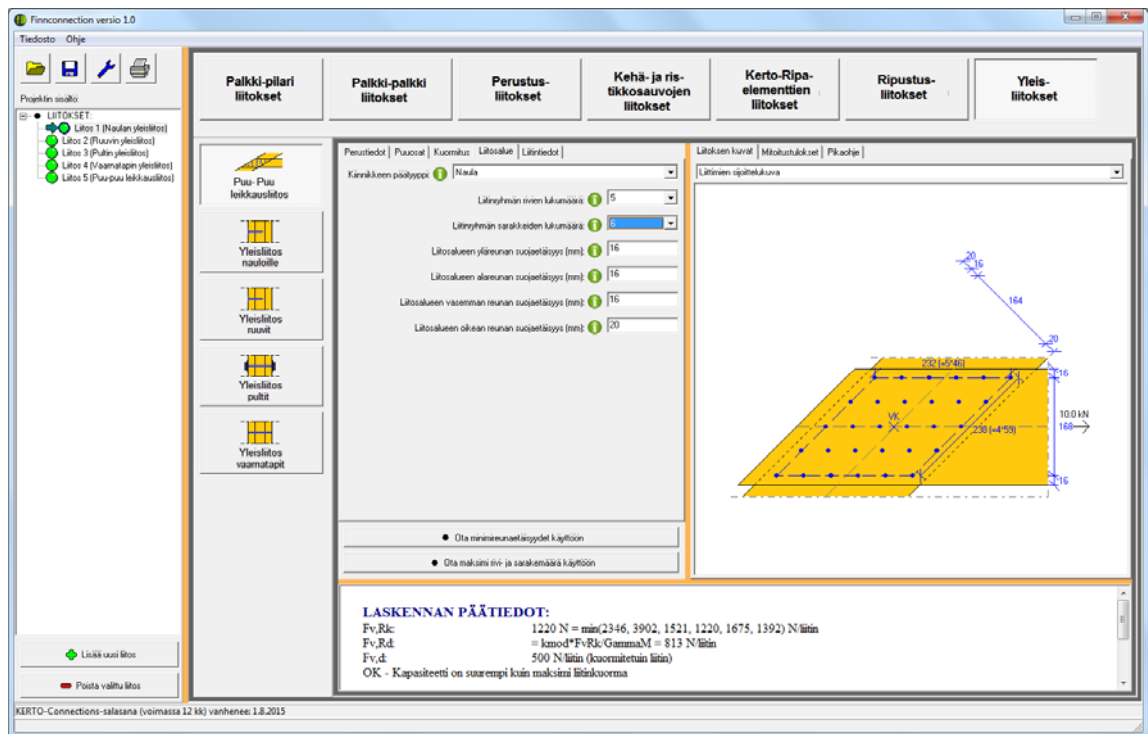 Finnconnection versio 1.0
Tiedosto Ohje
Projektin sisältö:
LIITOKSET:
Liitos 1 (Naulan yleisliitos)
Liitos 2 (Ruuvin yleisliitos)
Liitos 3 (Pultin yleisliitos)
Liitos 4 (Vaarnatapin yleisliitos)
Liitos 5 (Puu-puu leikkausliitos)
Lisää uusi liitos
Poista valittu liitos
Palkki-pilari liitokset
Palkki-palkki liitokset
Perustus-liitokset
Kehä- ja ris-tikkosauvojen liitokset
Kerto-Ripa-elementtien liitokset
Ripustus-liitokset
Yleis-liitokset
Puu- Puu leikkausliitos
Yleisliitos nauloille
Yleisliitos ruuvit
Yleisliitos pultit
Yleisliitos vaarnatapit
Perustiedot Puuosat Kuormitus Liitosalue Liitintiedot
Kiinnikkeen päätyyppi: Naula
Liitinryhmän rivien lukumäärä: 5
Liitinryhmän sarakkeiden lukumäärä: 6
Liitosalueen yläreunan suojaetäisyys (mm): 16
Liitosalueen alareunan suojaetäisyys (mm): 16
Liitosalueen vasemman reunan suojaetäisyys (mm): 16
Liitosalueen oikean reunan suojaetäisyys (mm): 20
Ota minimireunaetäisyydet käyttöön
Ota maksimi rivi- ja sarakemäärä käyttöön
Liitoksen kuvat Mitoitustulokset Pikaohje
Liittimien sijoittelukuva
20
16
164
20
232 (=5*46)
16
VK
10.0 kN
168
238 (=4*59)
16
LASKENNAN PÄÄTIEDOT:
Fv,Rk: 1220 N = min(2346, 3902, 1521, 1220, 1675, 1392) N/liitin
Fv,Rd: = kmod*FvRk/GammaM = 813 N/liitin
Fv,d: 500 N/liitin (kuormitetuin liitin)
OK - Kapasiteetti on suurempi kuin maksimi liitinkuorma
KERTO-Connections-salasana (voimassa 12 kk) vanhenee: 1.8.2015